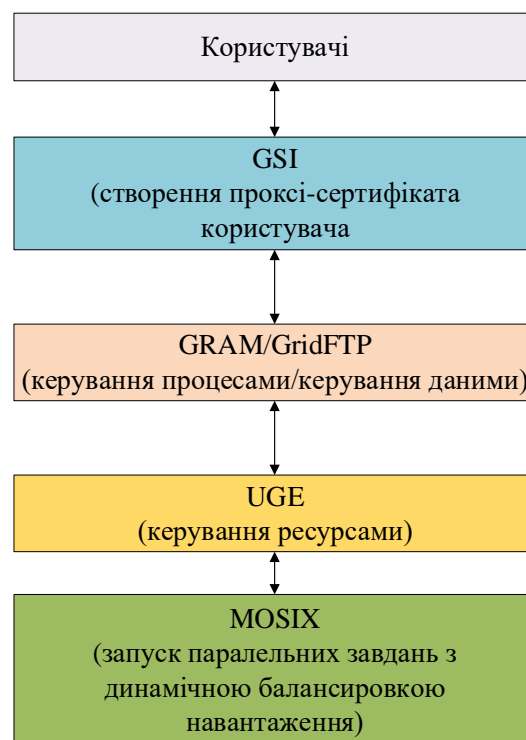 Користувачі
GSI
(створення проксі-сертифіката
користувача
GRAM/GridFTP
(керування процесами/керування даними)
UGE
(керування ресурсами)
MOSIX
(запуск паралельних завдань з
динамічною балансировкою
навантаження)